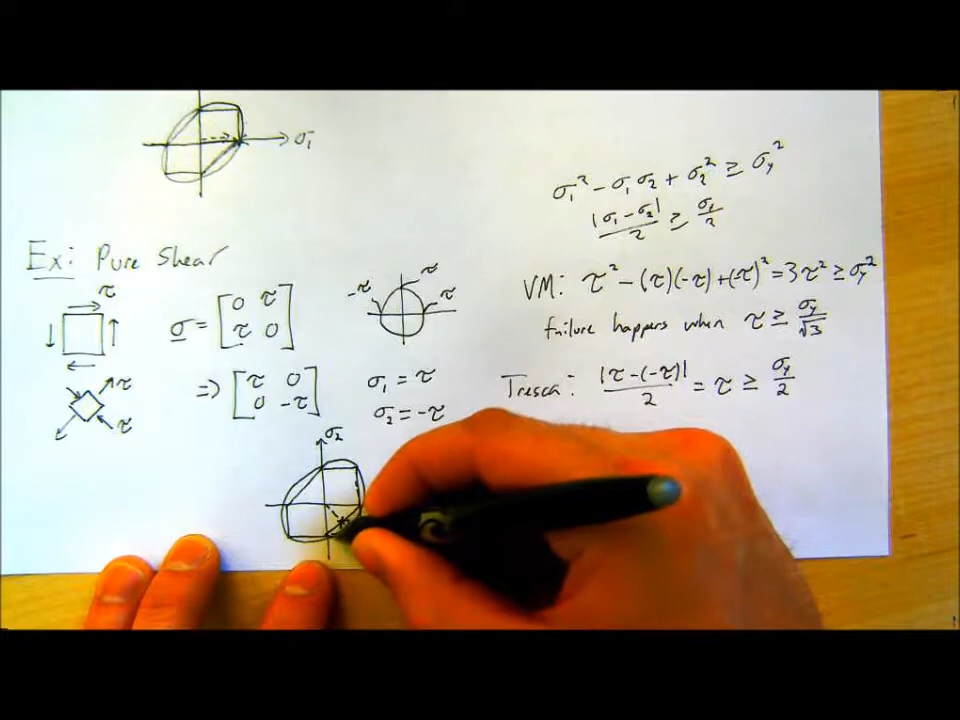 σ₁
σ₁² - σ₁σ₂ + σ₂² ≥ σy²
|σ₁ - σ₂| / 2 ≥ σy / 2
Ex: Pure Shear
τ
σ = [0 τ; τ 0]
-τ τ τ
VM: τ² - (τ)(-τ) + (-τ)² = 3τ² ≥ σy²
failure happens when τ ≥ σy / √3
τ
τ
⇒ [τ 0; 0 -τ]
σ₁ = τ
σ₂ = -τ
Tresca: |τ - (-τ)| / 2 = τ ≥ σy / 2
σ₂